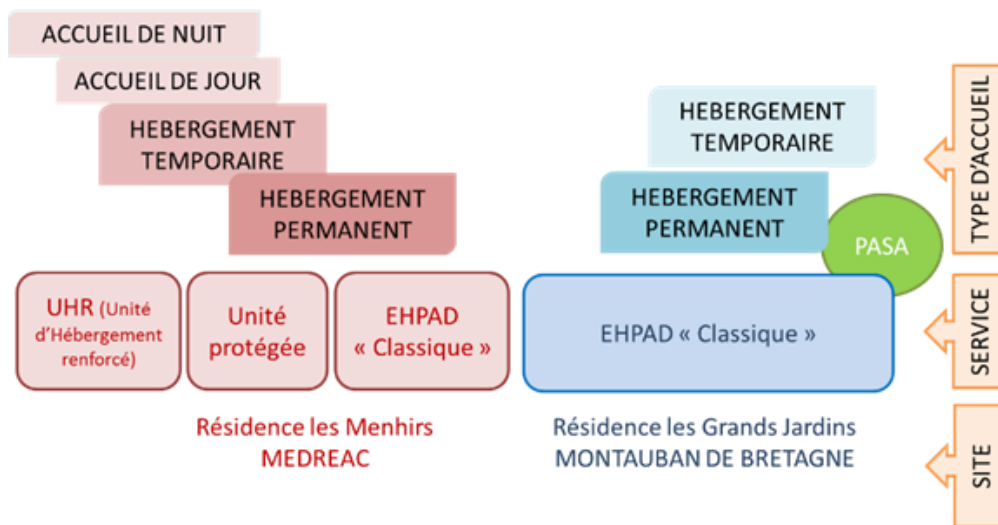 ACCUEIL DE NUIT
ACCUEIL DE JOUR
HEBERGEMENT
TEMPORAIRE
HEBERGEMENT
PERMANENT
HEBERGEMENT
TEMPORAIRE
HEBERGEMENT
PERMANENT
PASA
TYPE D'ACCUEIL
UHR (Unité
d'Hébergement
renforcé)
Unité
protégée
EHPAD
« Classique »
EHPAD « Classique »
SERVICE
Résidence les Menhirs
MEDREAC
Résidence les Grands Jardins
MONTAUBAN DE BRETAGNE
SITE